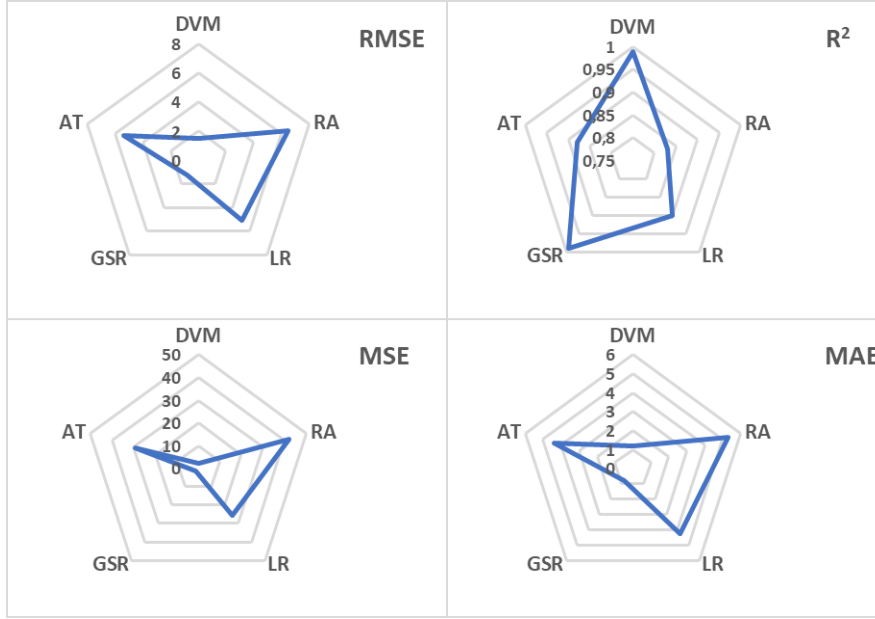 DVM
RMSE
8
6
4
2
0
AT
RA
GSR
LR
DVM
R²
1
0,95
0,9
0,85
0,8
0,75
AT
RA
GSR
LR
DVM
MSE
50
40
30
20
10
0
AT
RA
GSR
LR
DVM
MAE
6
5
4
3
2
1
0
AT
RA
GSR
LR